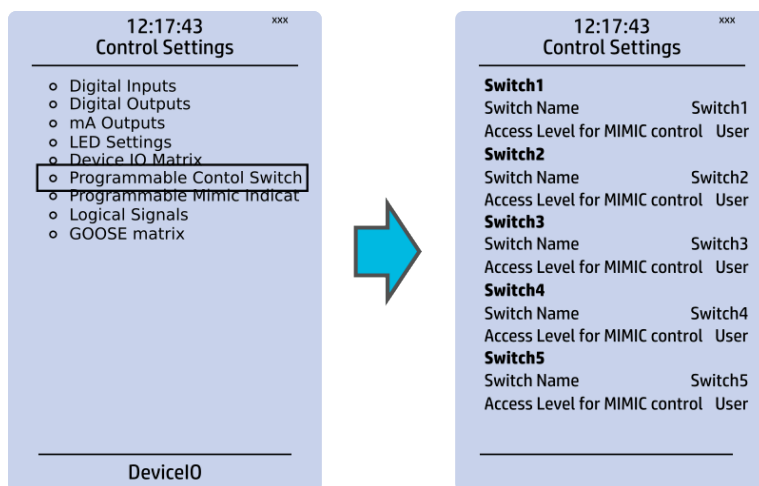 12:17:43 xxx
Control Settings
Digital Inputs
Digital Outputs
mA Outputs
LED Settings
Device IO Matrix
Programmable Contol Switch
Programmable Mimic Indicat
Logical Signals
GOOSE matrix
DeviceIO
12:17:43 xxx
Control Settings
Switch1
Switch Name Switch1
Access Level for MIMIC control User
Switch2
Switch Name Switch2
Access Level for MIMIC control User
Switch3
Switch Name Switch3
Access Level for MIMIC control User
Switch4
Switch Name Switch4
Access Level for MIMIC control User
Switch5
Switch Name Switch5
Access Level for MIMIC control User